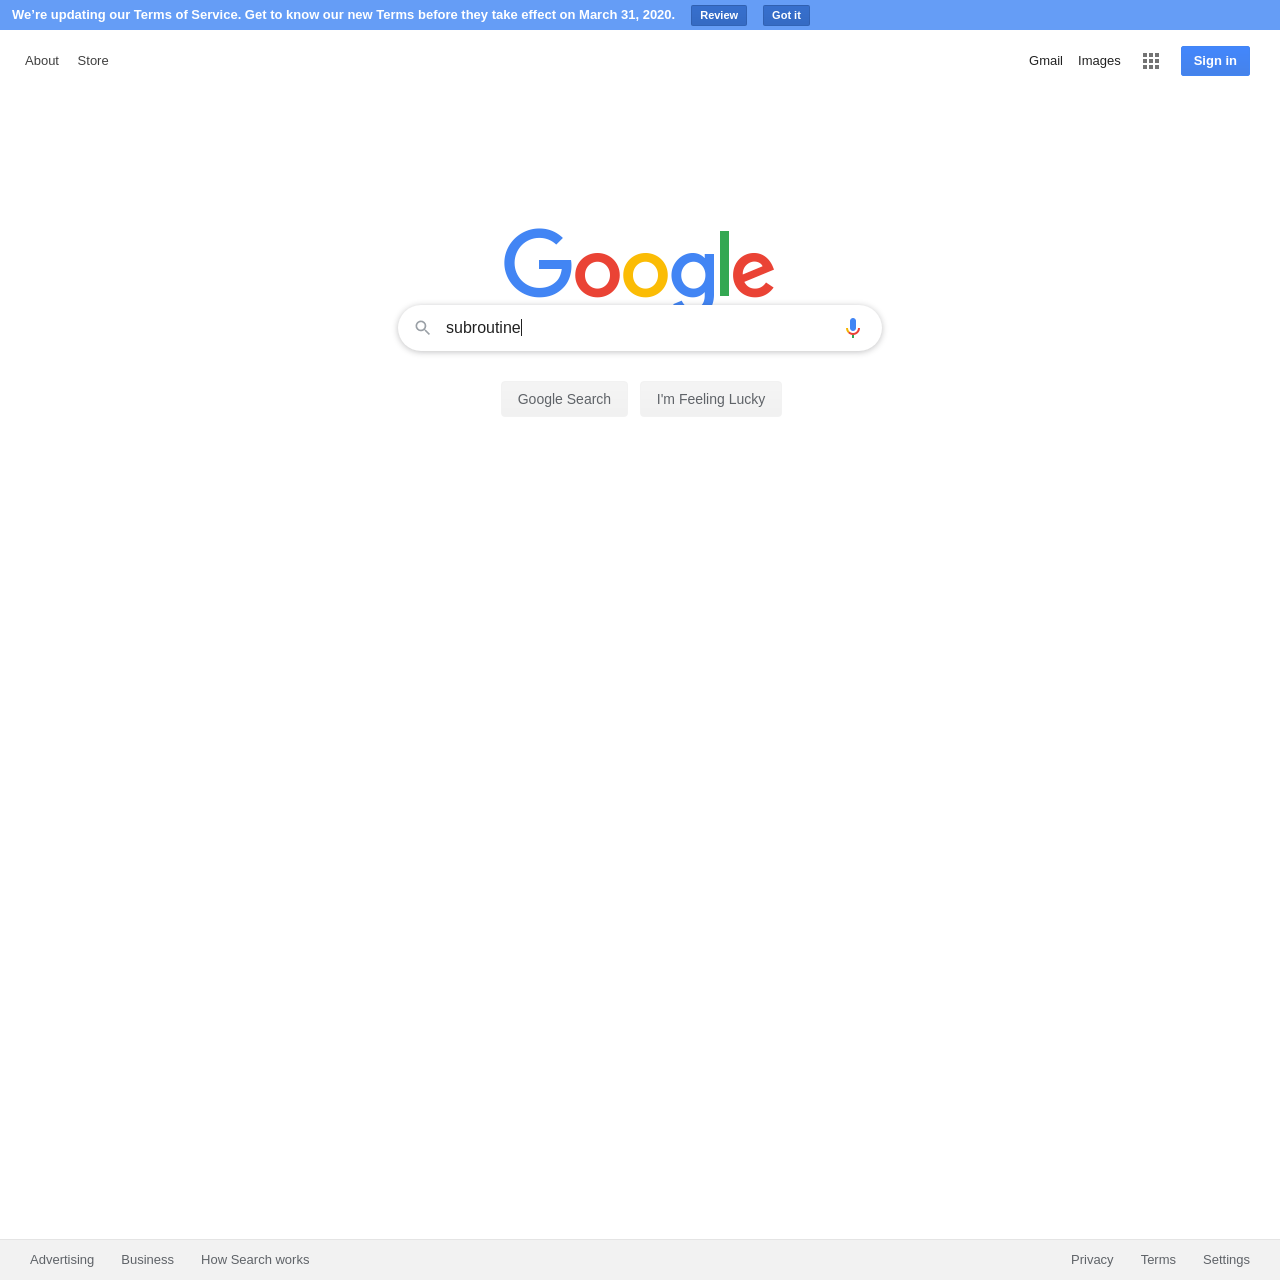 We’re updating our Terms of Service. Get to know our new Terms before they take effect on March 31, 2020. Review Got it
About Store Gmail Images Sign in
Google
subroutine
Google Search I'm Feeling Lucky
Advertising Business How Search works Privacy Terms Settings